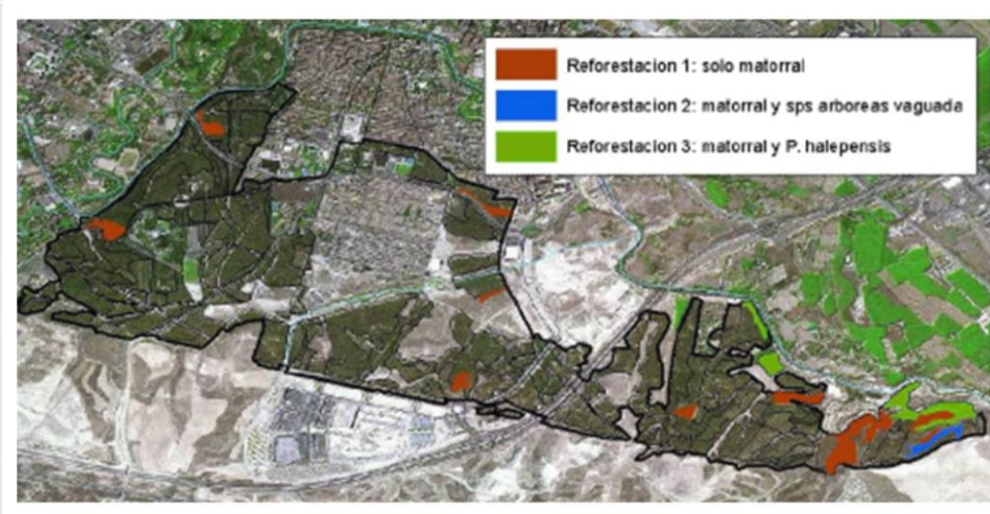 Reforestacion 1: solo matorral
Reforestacion 2: matorral y sps arboreas vaguada
Reforestacion 3: matorral y P. halepensis